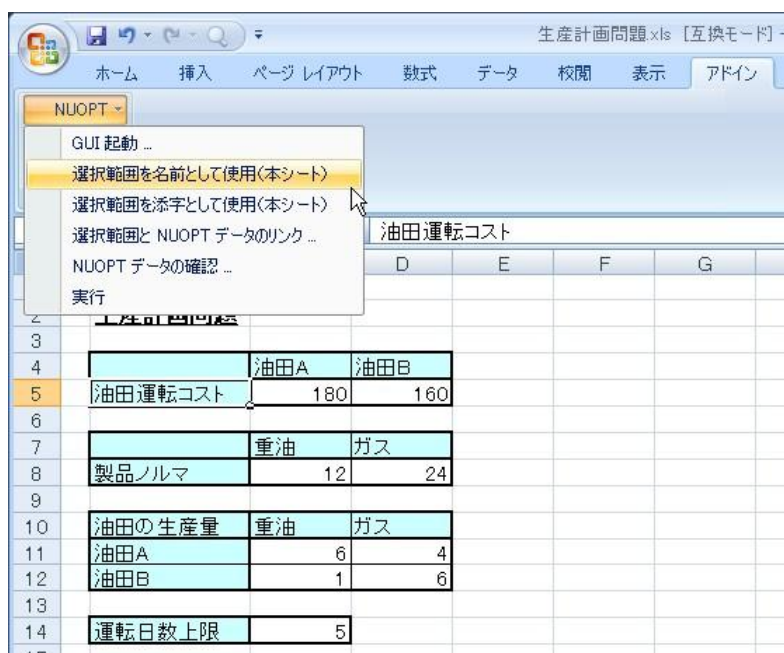 生産計画問題.xls [互換モード] -
ホーム 挿入 ページ レイアウト 数式 データ 校閲 表示 アドイン
NUOPT
GUI 起動 ...
選択範囲を名前として使用(本シート)
選択範囲を添字として使用(本シート)
選択範囲と NUOPT データのリンク ...
NUOPT データの確認 ...
実行
油田運転コスト
D E F G
2
3
4 油田A 油田B
5 油田運転コスト 180 160
6
7 重油 ガス
8 製品ノルマ 12 24
9
10 油田の生産量 重油 ガス
11 油田A 6 4
12 油田B 1 6
13
14 運転日数上限 5